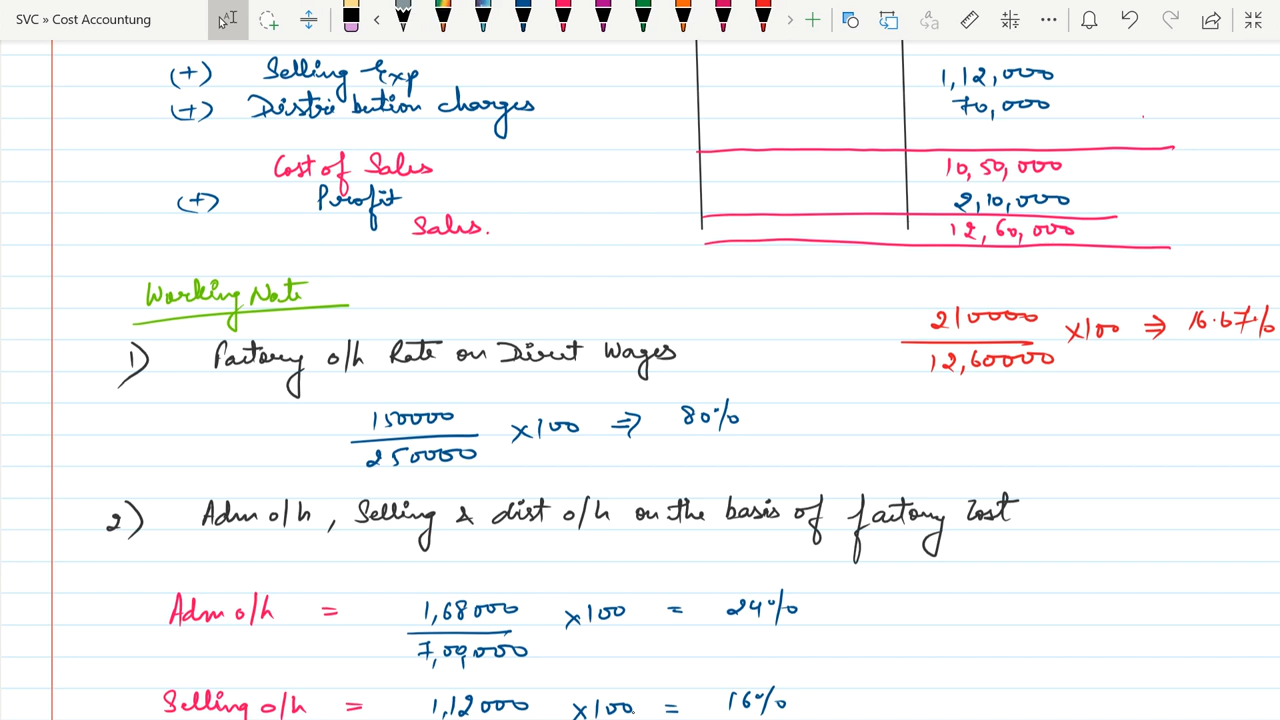 SVC » Cost Accountung
(+) Selling Exp 1,12,000
(+) Distribution charges 70,000
Cost of Sales 10,50,000
(+) Profit 2,10,000
Sales. 12,60,000
Working Note
210000 / 12,60000 ×100 ⇒ 16.67%
1) Factory o/h Rate on Direct Wages
150000 / 250000 ×100 ⇒ 80%
2) Adm o/h, Selling & dist o/h on the basis of factory Cost
Adm o/h = 1,68000 / 7,00,000 ×100 = 24%
Selling o/h = 1,12000 ×100 = 16%